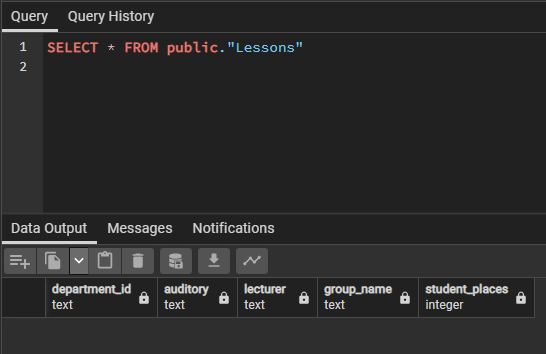 Query Query History
1 SELECT * FROM public."Lessons"
2
Data Output Messages Notifications
department_id auditory lecturer group_name student_places
text text text text integer